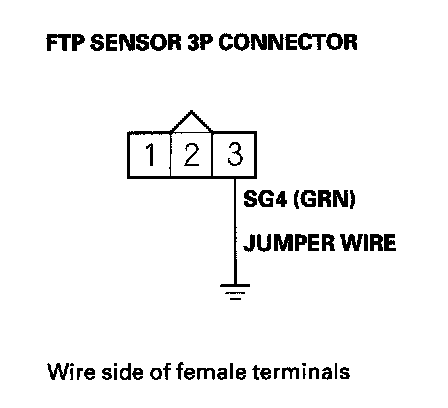 FTP SENSOR 3P CONNECTOR
1 2 3
SG4 (GRN)
JUMPER WIRE
Wire side of female terminals